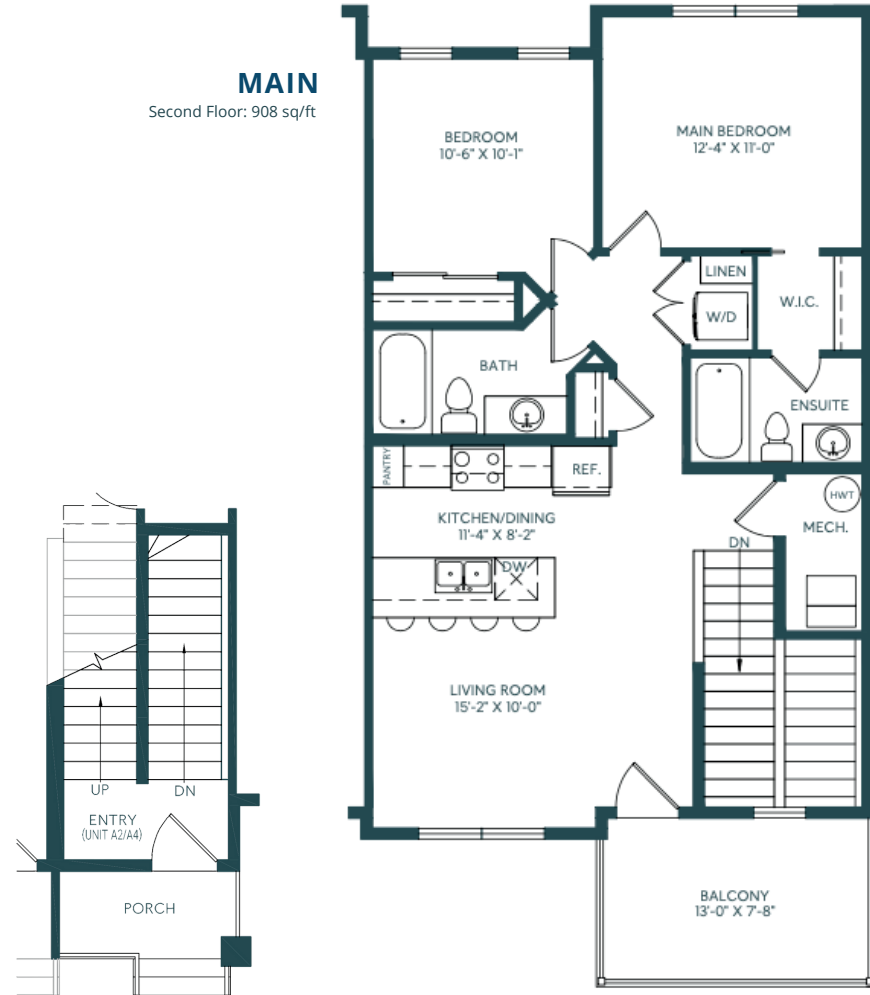 MAIN
Second Floor: 908 sq/ft
BEDROOM
10'-6" X 10'-1"
MAIN BEDROOM
12'-4" X 11'-0"
LINEN
W/D
W.I.C.
BATH
ENSUITE
PANTRY
REF.
HWT
MECH.
KITCHEN/DINING
11'-4" X 8'-2"
DN
DW
LIVING ROOM
15'-2" X 10'-0"
UP
DN
ENTRY
(UNIT A2/A4)
PORCH
BALCONY
13'-0" X 7'-8"